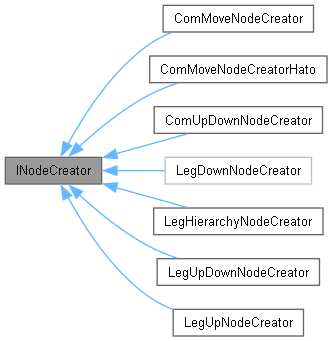 ComMoveNodeCreator
ComMoveNodeCreatorHato
ComUpDownNodeCreator
INodeCreator
LegDownNodeCreator
LegHierarchyNodeCreator
LegUpDownNodeCreator
LegUpNodeCreator